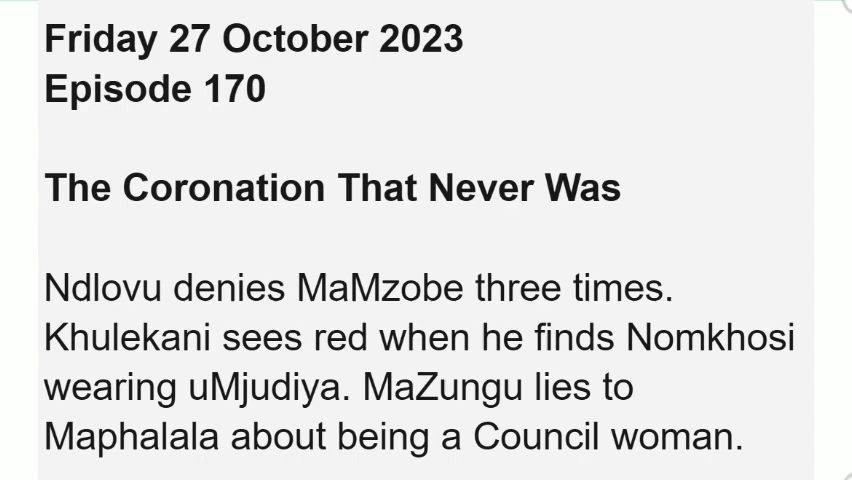 Friday 27 October 2023
Episode 170
The Coronation That Never Was
Ndlovu denies MaMzobe three times.
Khulekani sees red when he finds Nomkhosi
wearing uMjudiya. MaZungu lies to
Maphalala about being a Council woman.